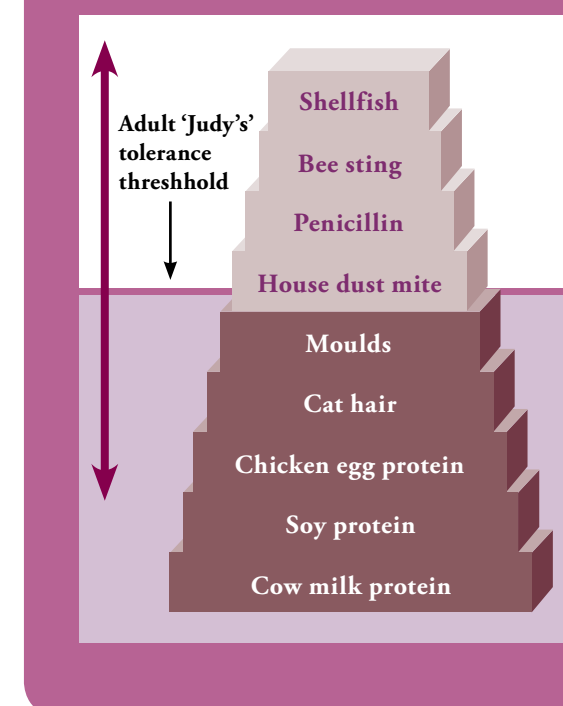 Shellfish
Adult ‘Judy’s’
tolerance
threshhold
Bee sting
Penicillin
House dust mite
Moulds
Cat hair
Chicken egg protein
Soy protein
Cow milk protein